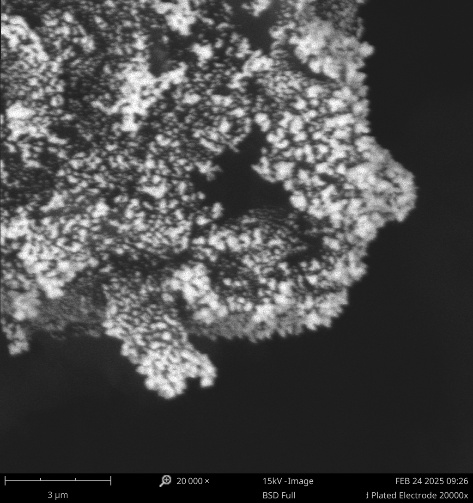 20 000 × 15kV -Image FEB 24 2025 09:26
3 µm BSD Full Plated Electrode 20000x